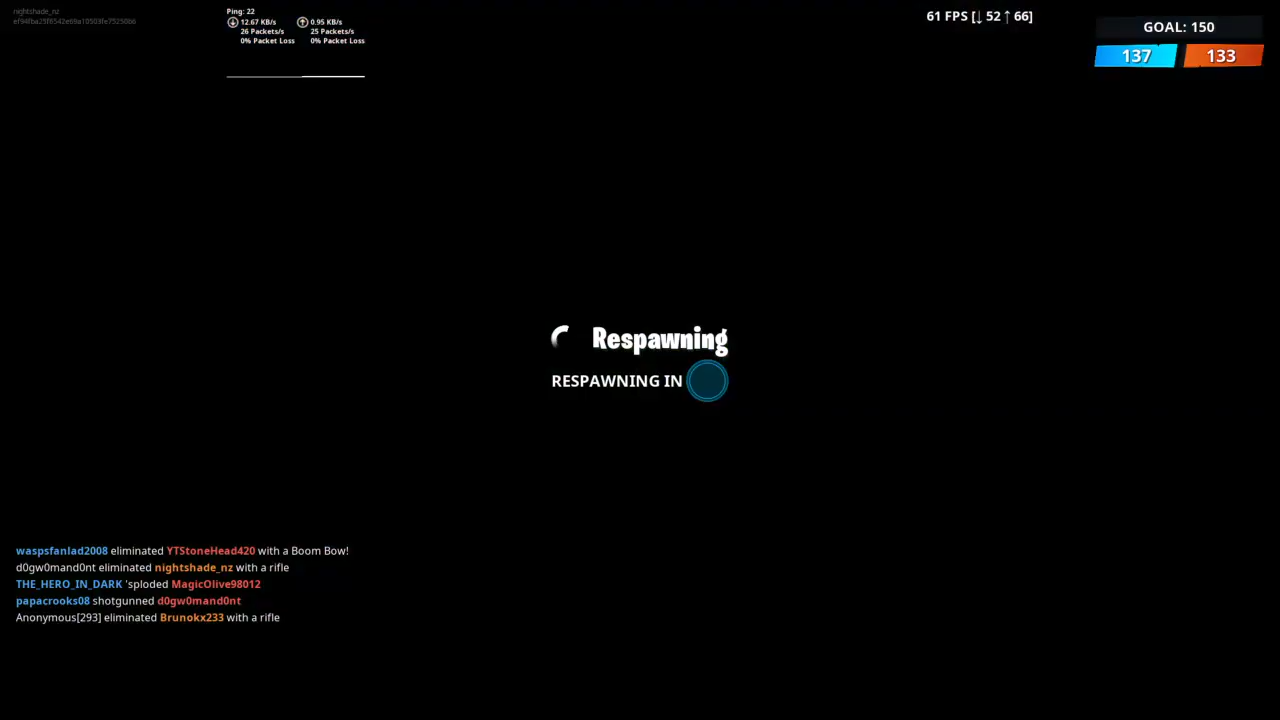 nightshade_nz
Ping: 22
12.67 KB/s 0.95 KB/s
26 Packets/s 25 Packets/s
0% Packet Loss 0% Packet Loss
61 FPS [↓ 52 ↑ 66]
GOAL: 150
137 133
Respawning
RESPAWNING IN
waspsfanlad2008 eliminated YTStoneHead420 with a Boom Bow!
d0gw0mand0nt eliminated nightshade_nz with a rifle
THE_HERO_IN_DARK 'sploded MagicOlive98012
papacrooks08 shotgunned d0gw0mand0nt
Anonymous[293] eliminated Brunokx233 with a rifle